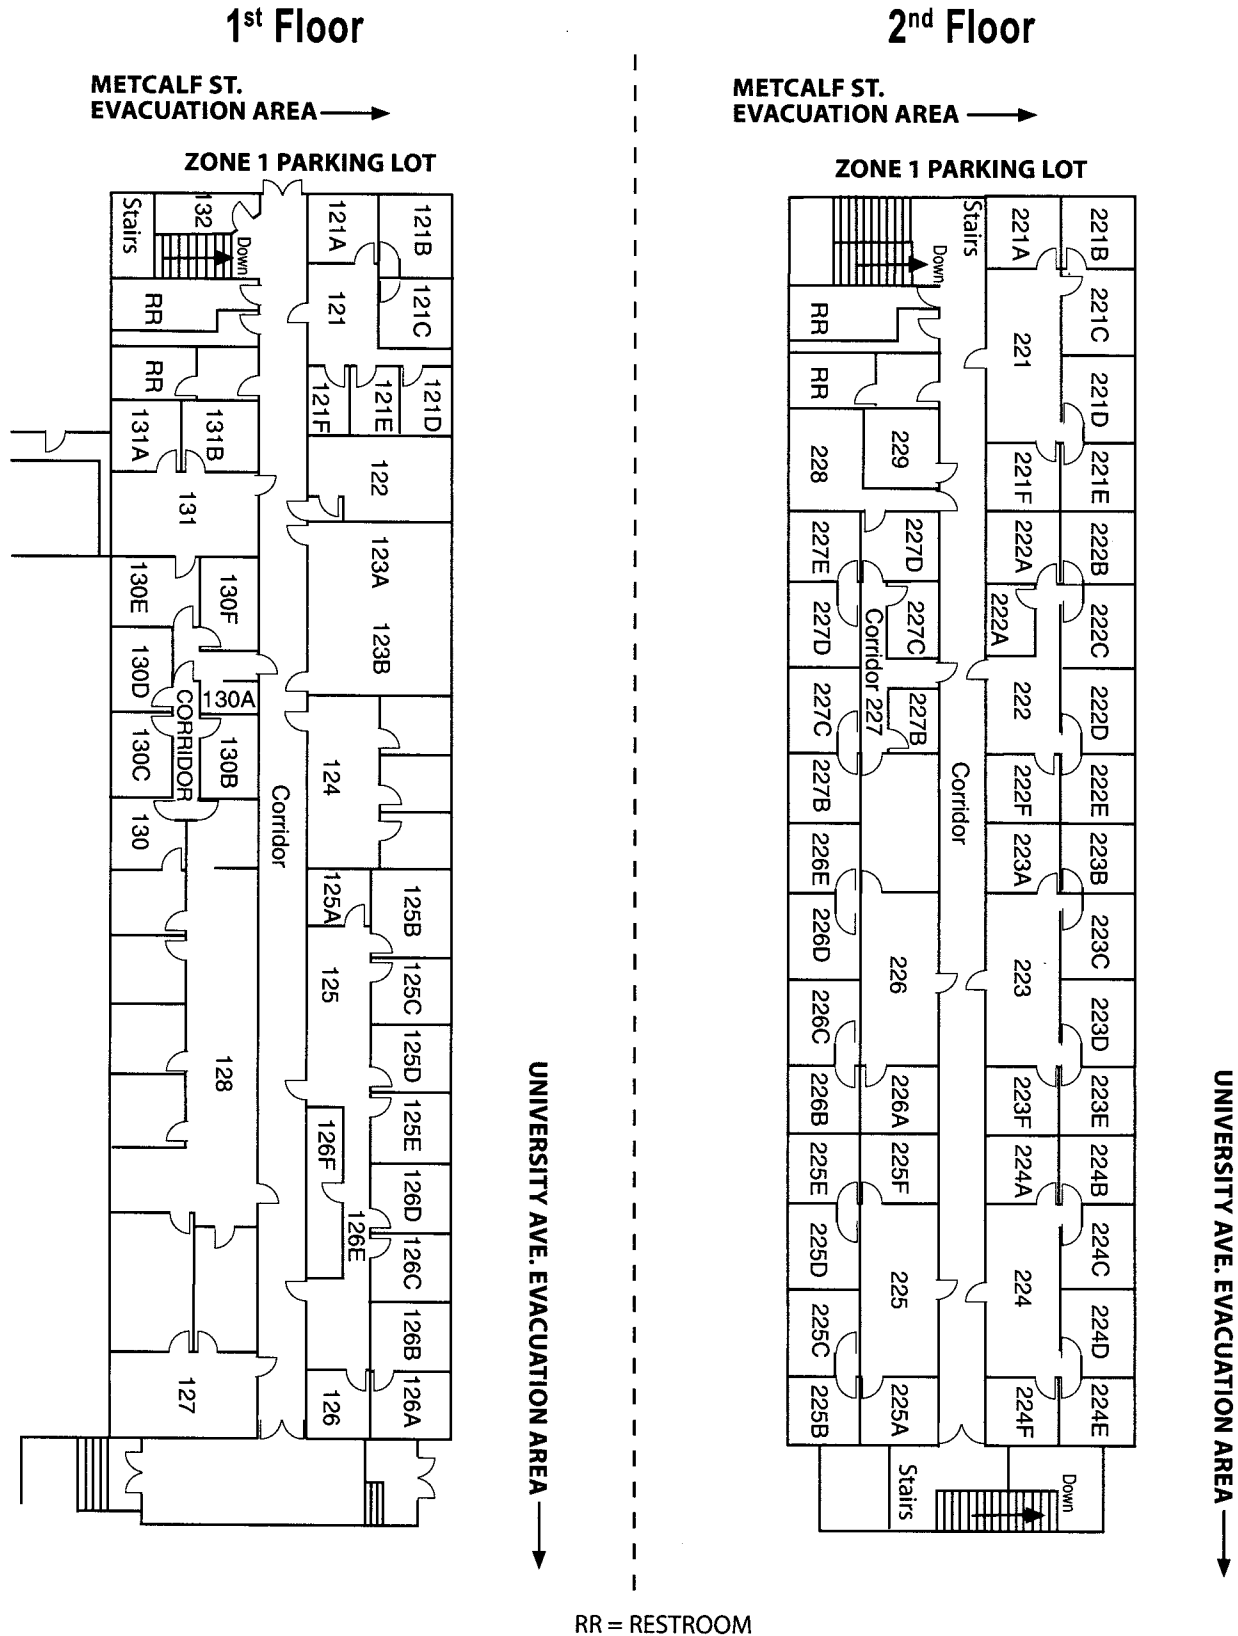 1st Floor
METCALF ST.
EVACUATION AREA
ZONE 1 PARKING LOT
Stairs
132
Down
121A
121B
RR
121
121C
RR
121F
121E
121D
131A
131B
122
131
123A
130E
130F
123B
130D
130A
CORRIDOR
130C
130B
124
Corridor
130
125A
125B
125
125C
128
125D
126F
125E
126E
126D
126C
126B
127
126
126A
UNIVERSITY AVE. EVACUATION AREA
2nd Floor
METCALF ST.
EVACUATION AREA
ZONE 1 PARKING LOT
Stairs
Down
221A
221B
RR
221
221C
RR
221D
228
229
221F
221E
227E
227D
222A
222B
227D
Corridor 227
227C
222A
222C
227C
227B
222
222D
227B
Corridor
222F
222E
226E
223A
223B
226D
226
223
223C
226C
223D
226B
226A
223F
223E
225E
225F
224A
224B
225D
225
224
224C
225C
224D
225B
225A
224F
224E
Stairs
Down
UNIVERSITY AVE. EVACUATION AREA
RR = RESTROOM